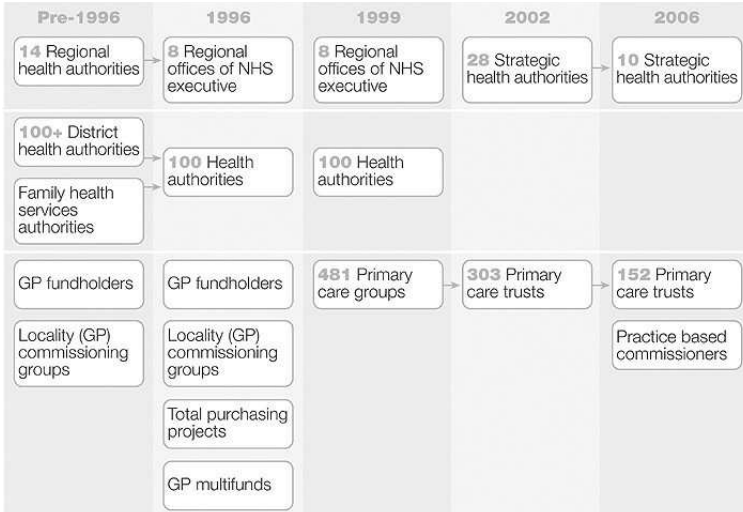 Pre-1996
1996
1999
2002
2006
14 Regional
health authorities
8 Regional
offices of NHS
executive
8 Regional
offices of NHS
executive
28 Strategic
health authorities
10 Strategic
health authorities
100+ District
health authorities
Family health
services
authorities
100 Health
authorities
100 Health
authorities
GP fundholders
Locality (GP)
commissioning
groups
GP fundholders
Locality (GP)
commissioning
groups
Total purchasing
projects
GP multifunds
481 Primary
care groups
303 Primary
care trusts
152 Primary
care trusts
Practice based
commissioners